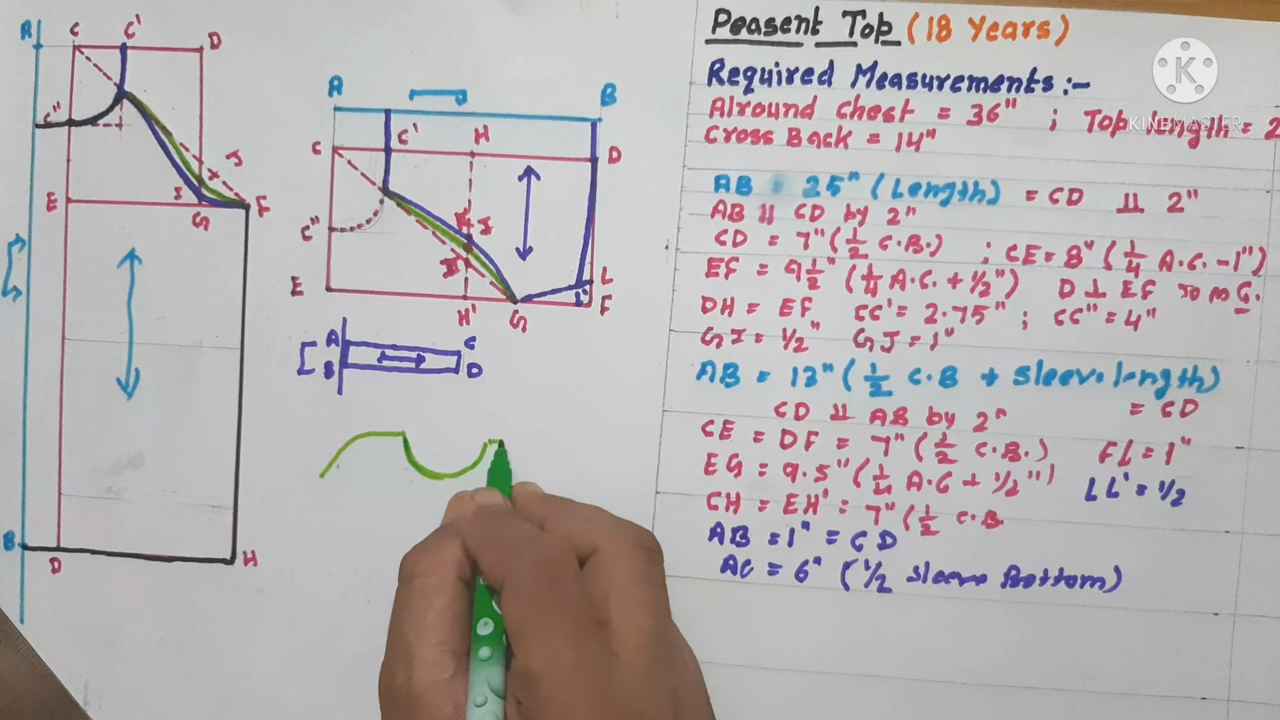 Peasent Top (18 Years)
Required Measurements :-
Alround chest = 36" ; Top length = 2
Cross Back = 14"
KINEMASTER
K
AB = 25" (Length) = CD ⊥⊥ 2"
AB ⊥⊥ CD by 2"
CD = 7" (1/2 C.B.) ; CE = 8" (1/4 A.C. - 1")
EF = 9 1/2" (1/4 A.C. + 1/2") D ⊥ EF to m G.
DH = EF CC' = 2.75" ; CC" = 4"
GI = 1/2" GJ = 1"
AB = 13" (1/2 C.B + Sleeve length)
CD ⊥⊥ AB by 2" = CD
CE = DF = 7" (1/2 C.B.) FL = 1"
EG = 9.5" (1/4 A.C + 1/2") LL' = 1/2
CH = EH' = 7" (1/2 C.B.
AB = 1" = CD
AC = 6" (1/2 Sleeve Bottom)
A C C' D
C"
J
I
E G F
B D H
A B
C C' H D
K J
I
C"
E L
L'
H' G F
A C
B D